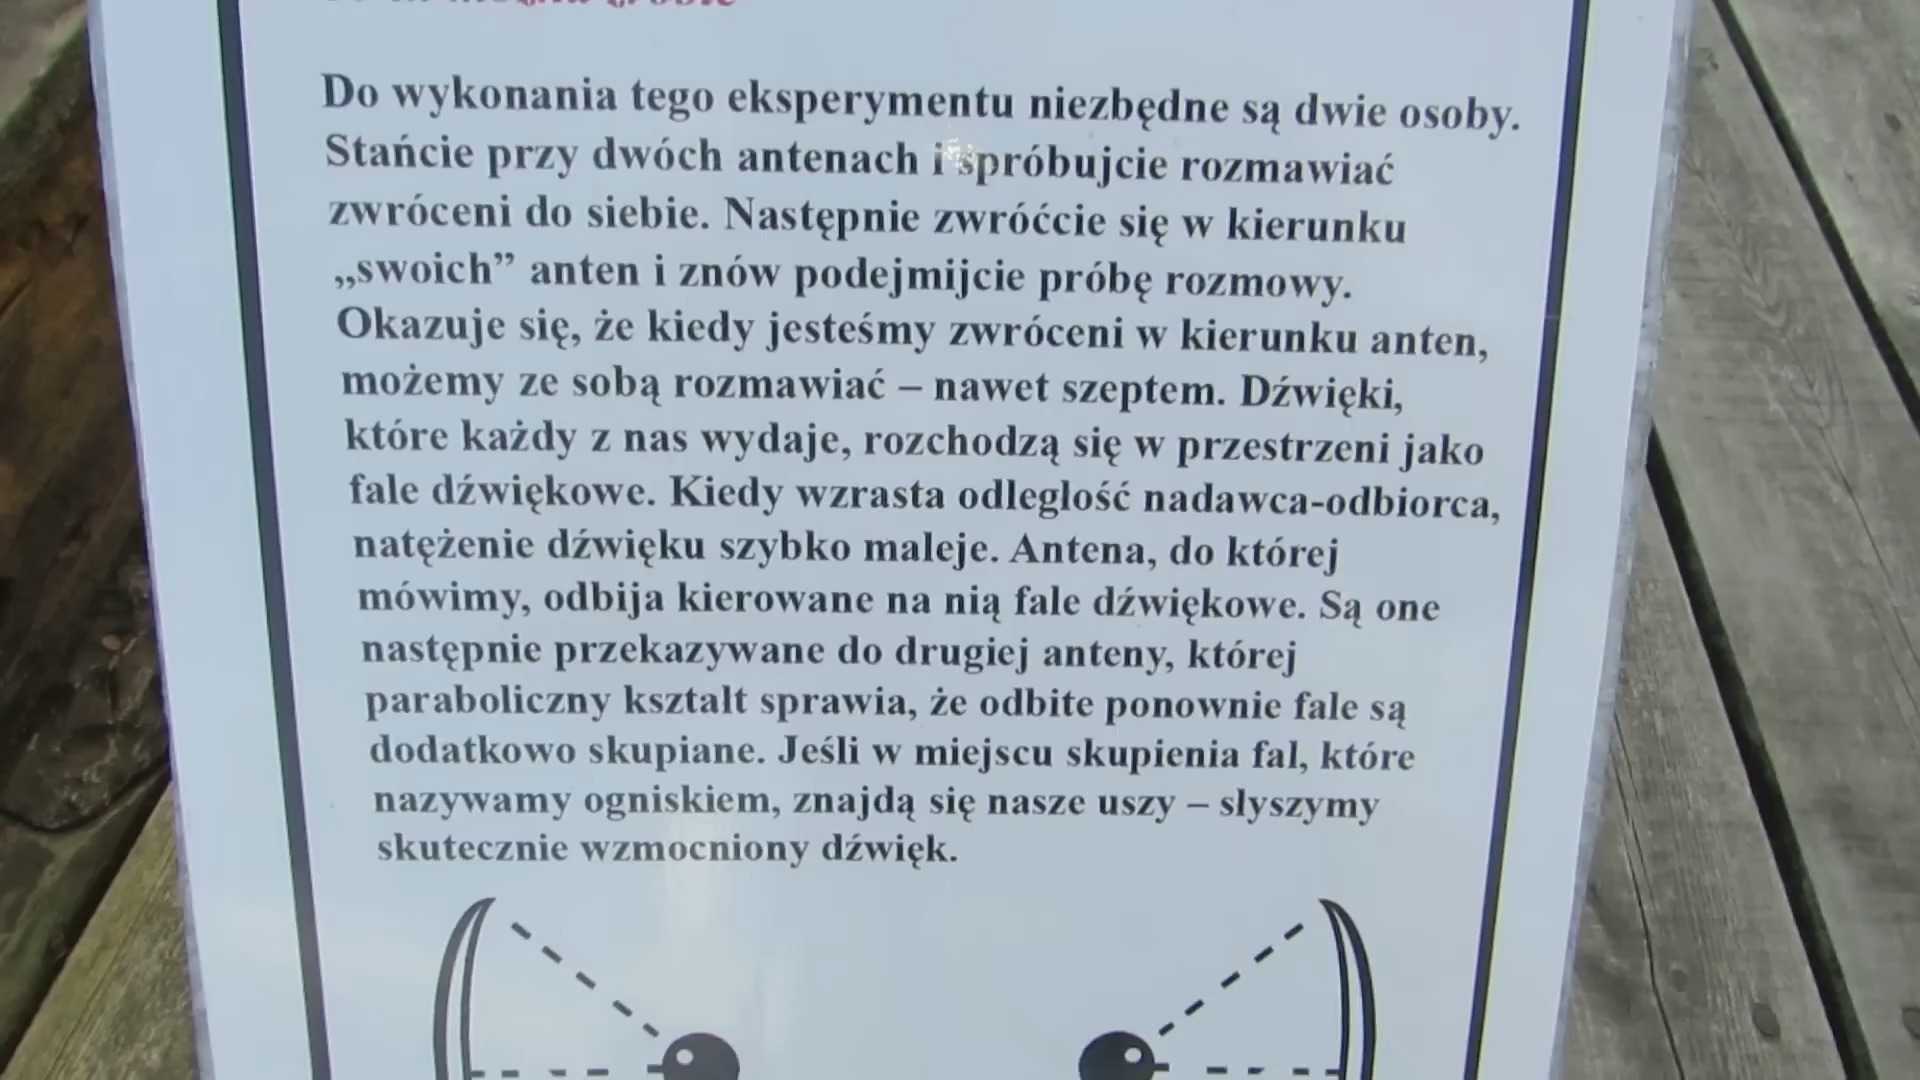 Do wykonania tego eksperymentu niezbędne są dwie osoby.
Stańcie przy dwóch antenach i spróbujcie rozmawiać
zwróceni do siebie. Następnie zwróćcie się w kierunku
„swoich” anten i znów podejmijcie próbę rozmowy.
Okazuje się, że kiedy jesteśmy zwróceni w kierunku anten,
możemy ze sobą rozmawiać – nawet szeptem. Dźwięki,
które każdy z nas wydaje, rozchodzą się w przestrzeni jako
fale dźwiękowe. Kiedy wzrasta odległość nadawca-odbiorca,
natężenie dźwięku szybko maleje. Antena, do której
mówimy, odbija kierowane na nią fale dźwiękowe. Są one
następnie przekazywane do drugiej anteny, której
paraboliczny kształt sprawia, że odbite ponownie fale są
dodatkowo skupiane. Jeśli w miejscu skupienia fal, które
nazywamy ogniskiem, znajdą się nasze uszy – słyszymy
skutecznie wzmocniony dźwięk.